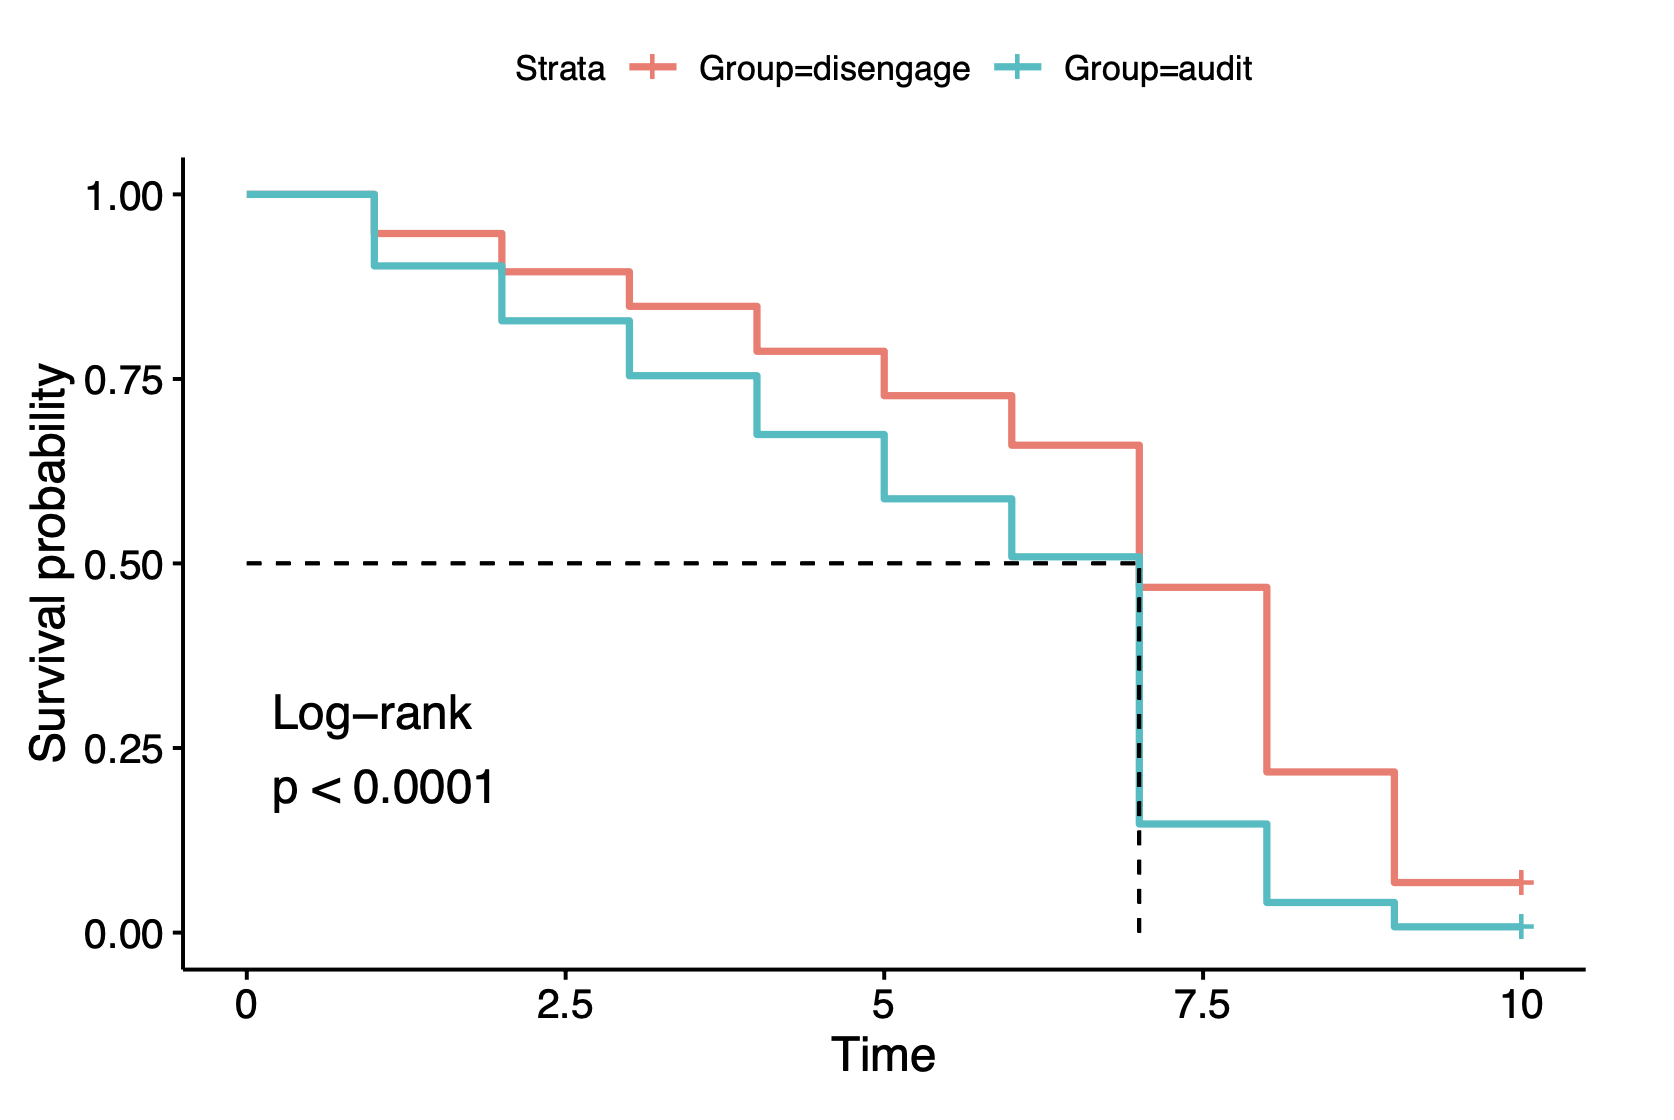 Strata Group=disengage Group=audit
1.00
0.75
0.50
0.25
0.00
Survival probability
Log−rank
p < 0.0001
0 2.5 5 7.5 10
Time